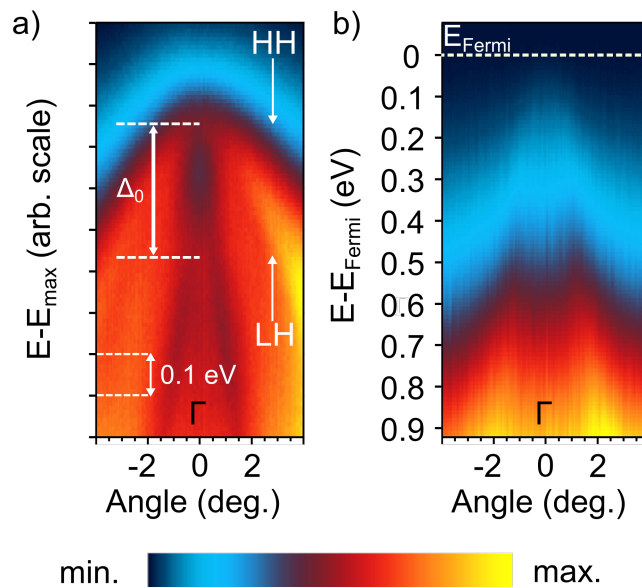 a)
HH
Δ0
LH
0.1 eV
Γ
E-Emax (arb. scale)
-2 0 2
Angle (deg.)
b)
EFermi
0
0.1
0.2
0.3
0.4
0.5
0.6
0.7
0.8
0.9
E-EFermi (eV)
Γ
-2 0 2
Angle (deg.)
min. max.